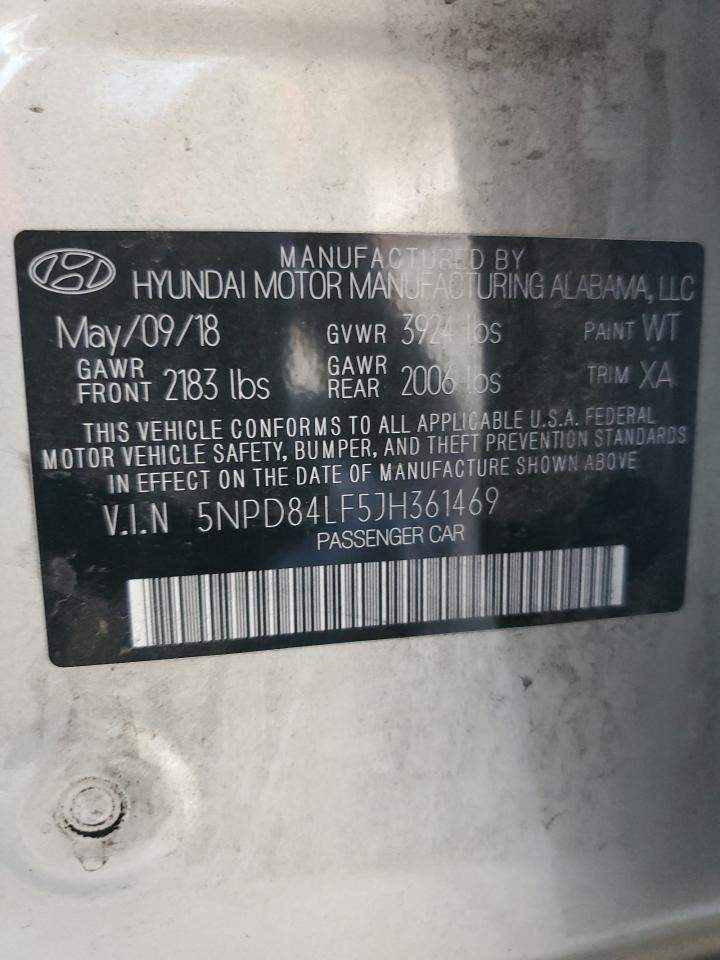 MANUFACTURED BY
HYUNDAI MOTOR MANUFACTURING ALABAMA, LLC
May/09/18 GVWR 3924 lbs PAINT WT
GAWR FRONT 2183 lbs GAWR REAR 2006 lbs TRIM XA
THIS VEHICLE CONFORMS TO ALL APPLICABLE U.S.A. FEDERAL
MOTOR VEHICLE SAFETY, BUMPER, AND THEFT PREVENTION STANDARDS
IN EFFECT ON THE DATE OF MANUFACTURE SHOWN ABOVE
V.I.N 5NPD84LF5JH361469
PASSENGER CAR